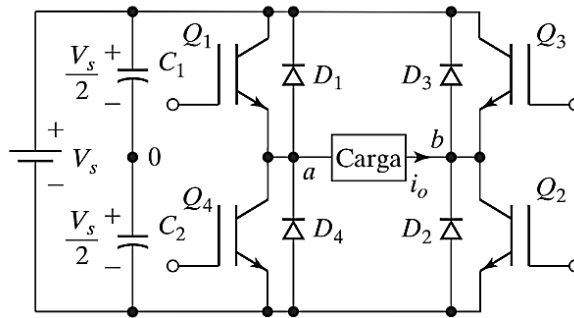 Q₁
Q₃
Vₛ/2
+
−
C₁
D₁
D₃
+
Vₛ
−
0
a
Carga
b
iₒ
Q₄
Q₂
Vₛ/2
+
−
C₂
D₄
D₂